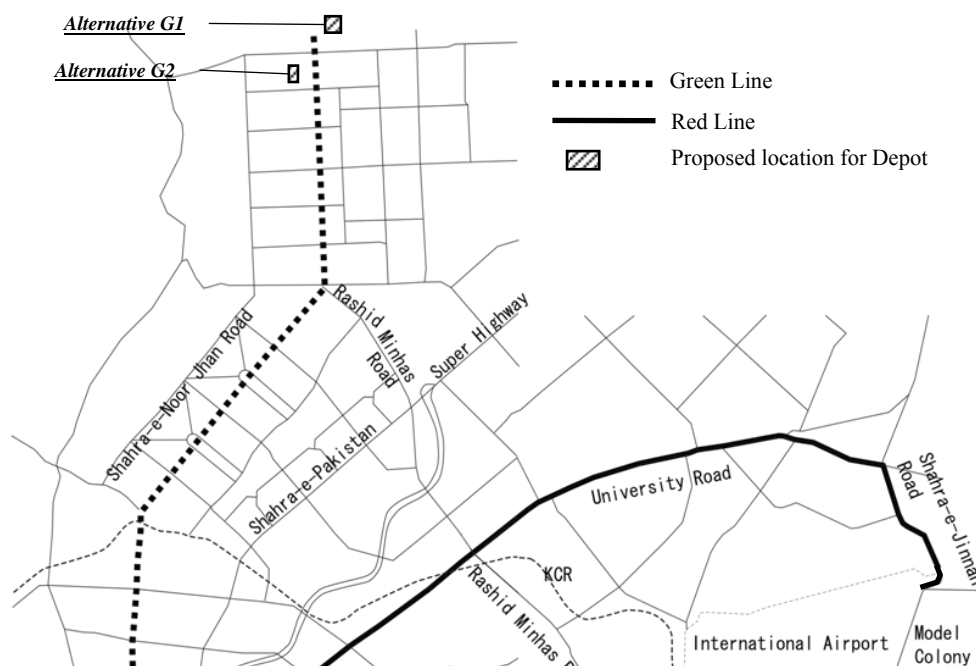 Alternative G1
Alternative G2
Green Line
Red Line
Proposed location for Depot
Rashid Minhas
Road
Super Highway
Shahra-e-Noor Jhan Road
Shahra-e-Pakistan
University Road
Shahra-e-Jinnah
Road
KCR
Rashid Minhas R
International Airport
Model
Colony